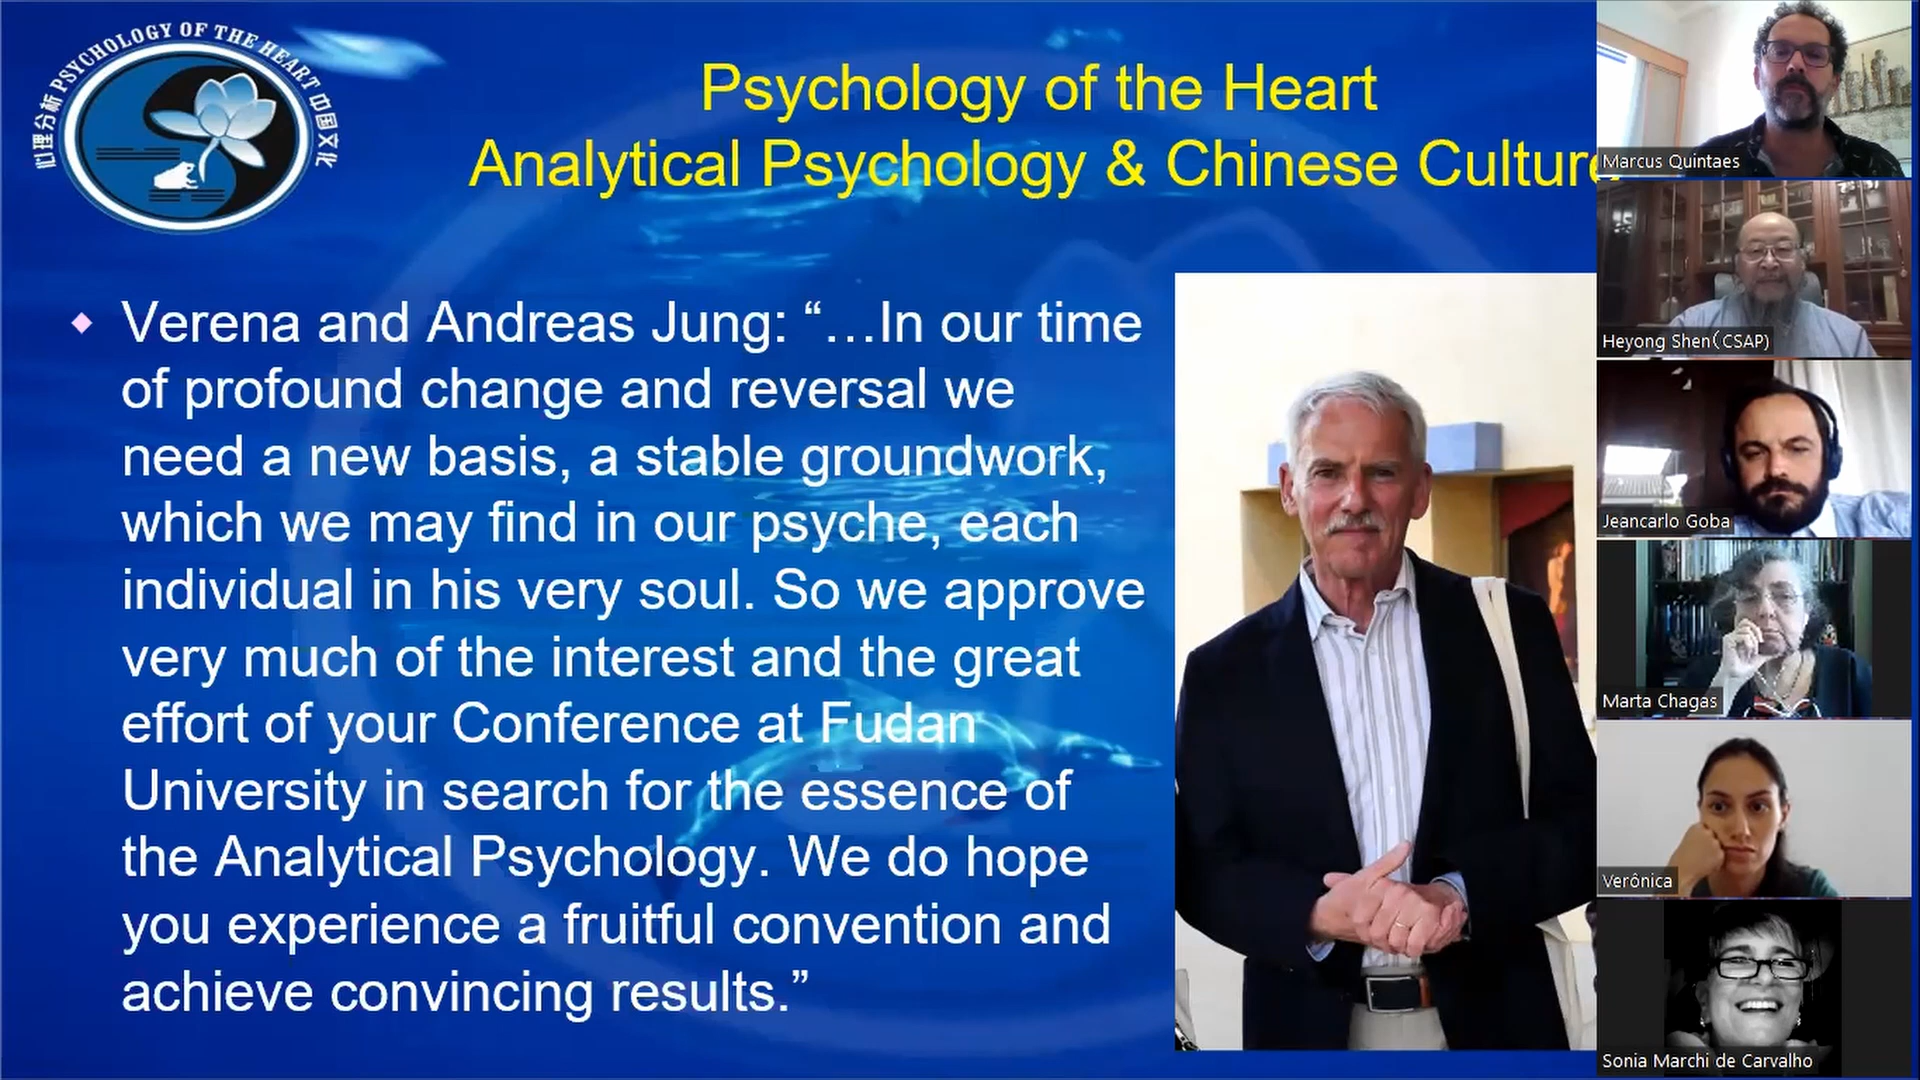 心理分析 PSYCHOLOGY OF THE HEART 中国文化
Psychology of the Heart
Analytical Psychology & Chinese Culture
Verena and Andreas Jung: “…In our time
of profound change and reversal we
need a new basis, a stable groundwork,
which we may find in our psyche, each
individual in his very soul. So we approve
very much of the interest and the great
effort of your Conference at Fudan
University in search for the essence of
the Analytical Psychology. We do hope
you experience a fruitful convention and
achieve convincing results.”
Marcus Quintaes
Heyong Shen(CSAP)
Jeancarlo Goba
Marta Chagas
Verônica
Sonia Marchi de Carvalho